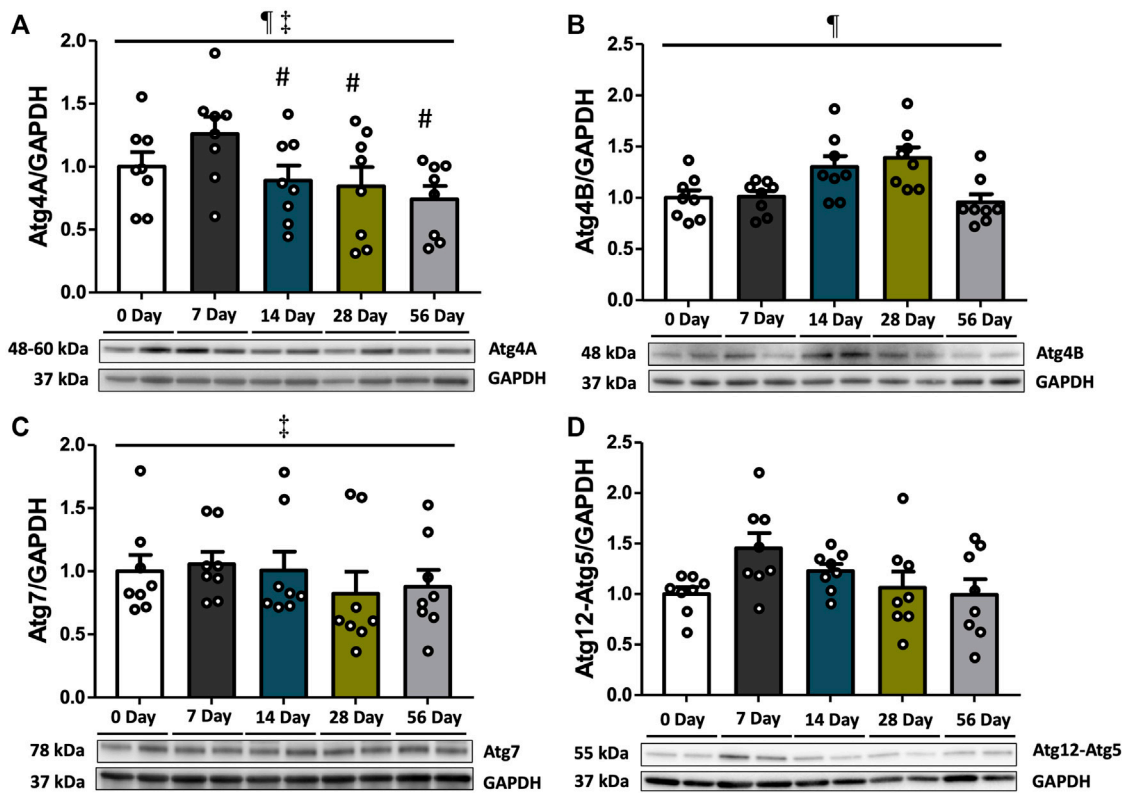 A
¶ ‡
Atg4A/GAPDH
2.0
1.5
1.0
0.5
0.0
# # #
0 Day 7 Day 14 Day 28 Day 56 Day
48-60 kDa Atg4A
37 kDa GAPDH
B
¶
Atg4B/GAPDH
2.5
2.0
1.5
1.0
0.5
0.0
0 Day 7 Day 14 Day 28 Day 56 Day
48 kDa Atg4B
37 kDa GAPDH
C
‡
Atg7/GAPDH
2.0
1.5
1.0
0.5
0.0
0 Day 7 Day 14 Day 28 Day 56 Day
78 kDa Atg7
37 kDa GAPDH
D
Atg12-Atg5/GAPDH
2.5
2.0
1.5
1.0
0.5
0.0
0 Day 7 Day 14 Day 28 Day 56 Day
55 kDa Atg12-Atg5
37 kDa GAPDH